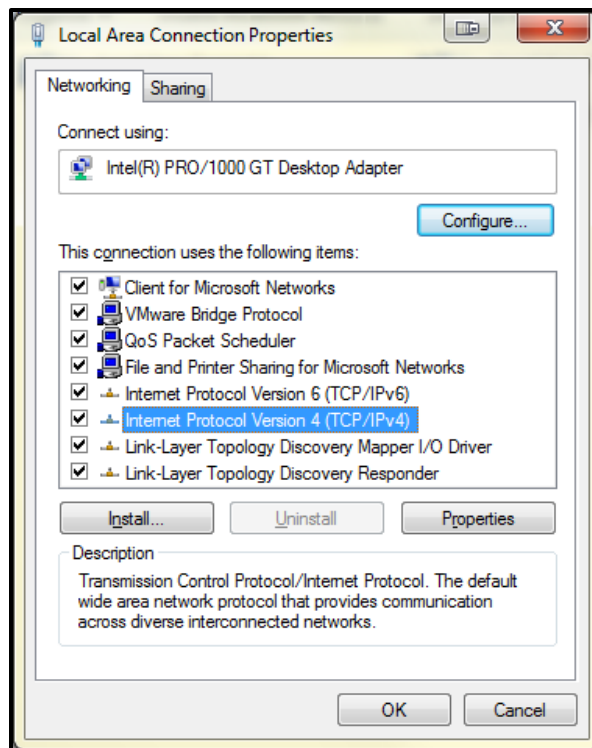 Local Area Connection Properties
Networking
Sharing
Connect using:
Intel(R) PRO/1000 GT Desktop Adapter
Configure...
This connection uses the following items:
Client for Microsoft Networks
VMware Bridge Protocol
QoS Packet Scheduler
File and Printer Sharing for Microsoft Networks
Internet Protocol Version 6 (TCP/IPv6)
Internet Protocol Version 4 (TCP/IPv4)
Link-Layer Topology Discovery Mapper I/O Driver
Link-Layer Topology Discovery Responder
Install...
Uninstall
Properties
Description
Transmission Control Protocol/Internet Protocol. The default
wide area network protocol that provides communication
across diverse interconnected networks.
OK
Cancel